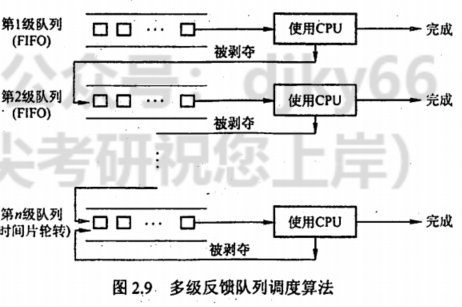 第1级队列
(FIFO)
···
使用CPU
完成
被剥夺
公众号：djky66
第2级队列
(FIFO)
···
使用CPU
完成
被剥夺
尖考研祝您上岸）
第n级队列
时间片轮转)
···
使用CPU
完成
被剥夺
图 2.9 多级反馈队列调度算法